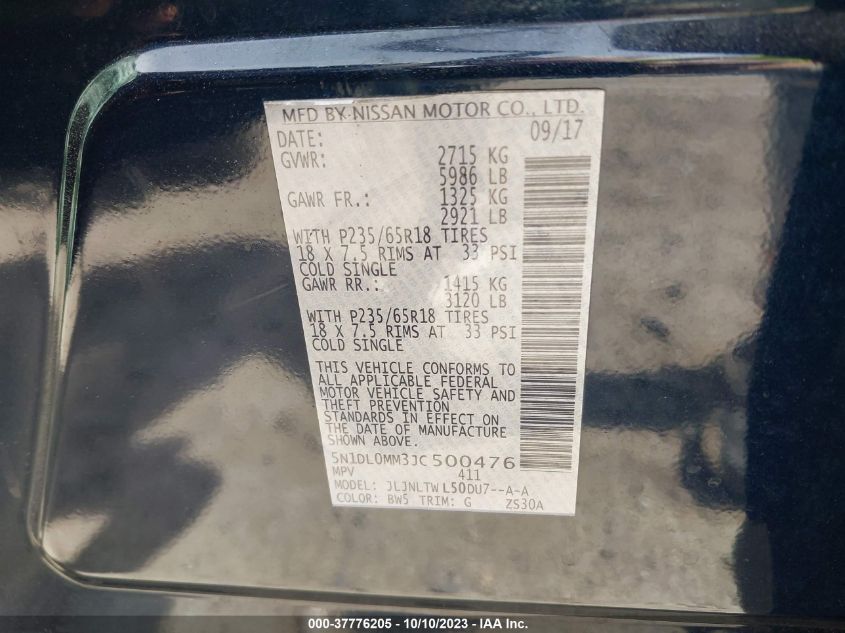 MFD BY NISSAN MOTOR CO., LTD.
DATE: 09/17
GVWR: 2715 KG
5986 LB
GAWR FR.: 1325 KG
2921 LB
WITH P235/65R18 TIRES
18 X 7.5 RIMS AT 33 PSI
COLD SINGLE
GAWR RR.: 1415 KG
3120 LB
WITH P235/65R18 TIRES
18 X 7.5 RIMS AT 33 PSI
COLD SINGLE
THIS VEHICLE CONFORMS TO
ALL APPLICABLE FEDERAL
MOTOR VEHICLE SAFETY AND
THEFT PREVENTION
STANDARDS IN EFFECT ON
THE DATE OF MANUFACTURE
SHOWN ABOVE.
5N1DL0MM3JC500476
MPV 411
MODEL: JLJNLTWL50DU7--A-A
COLOR: BW5 TRIM: G ZS30A
000-37776205 - 10/10/2023 - IAA Inc.